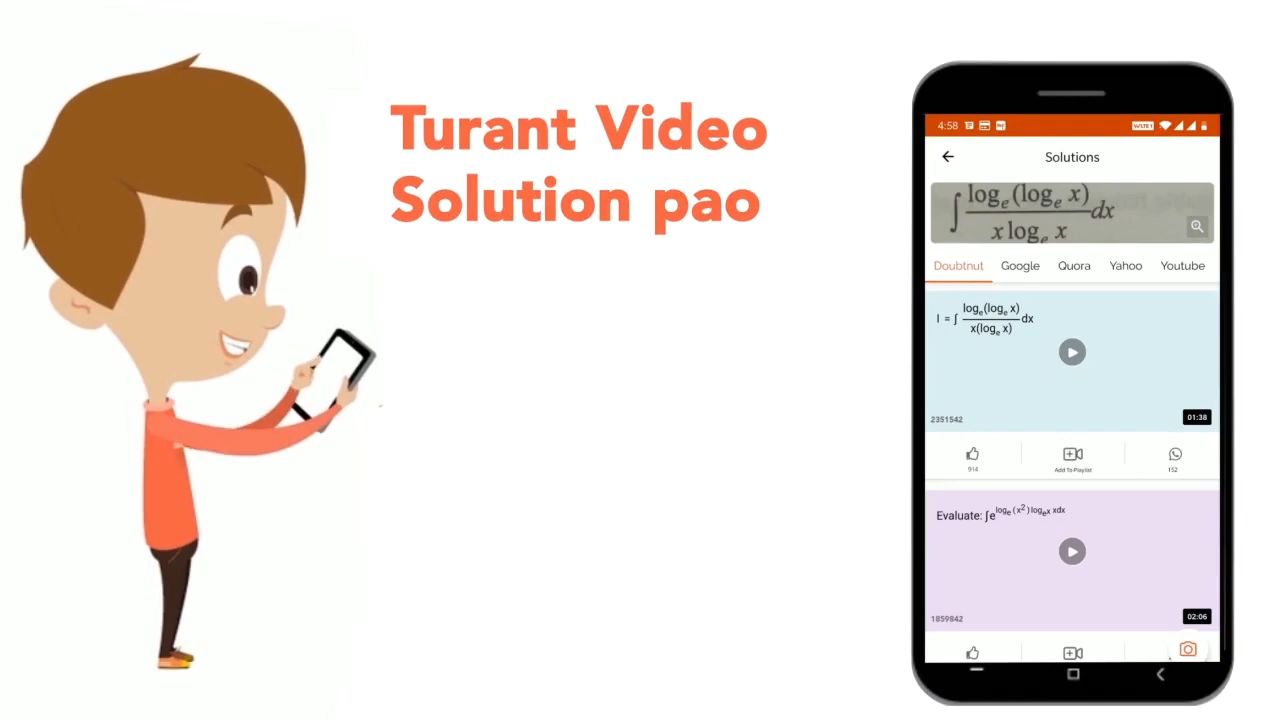 Turant Video
Solution pao
4:58
VoLTE1
Solutions
∫ logₑ(logₑ x) / x logₑ x dx
Doubtnut Google Quora Yahoo Youtube
I = ∫ logₑ(logₑ x) / x(logₑ x) dx
2351542 01:38
914 Add To Playlist 152
Evaluate: ∫e^logₑ(x²)logₑx xdx
1859842 02:06